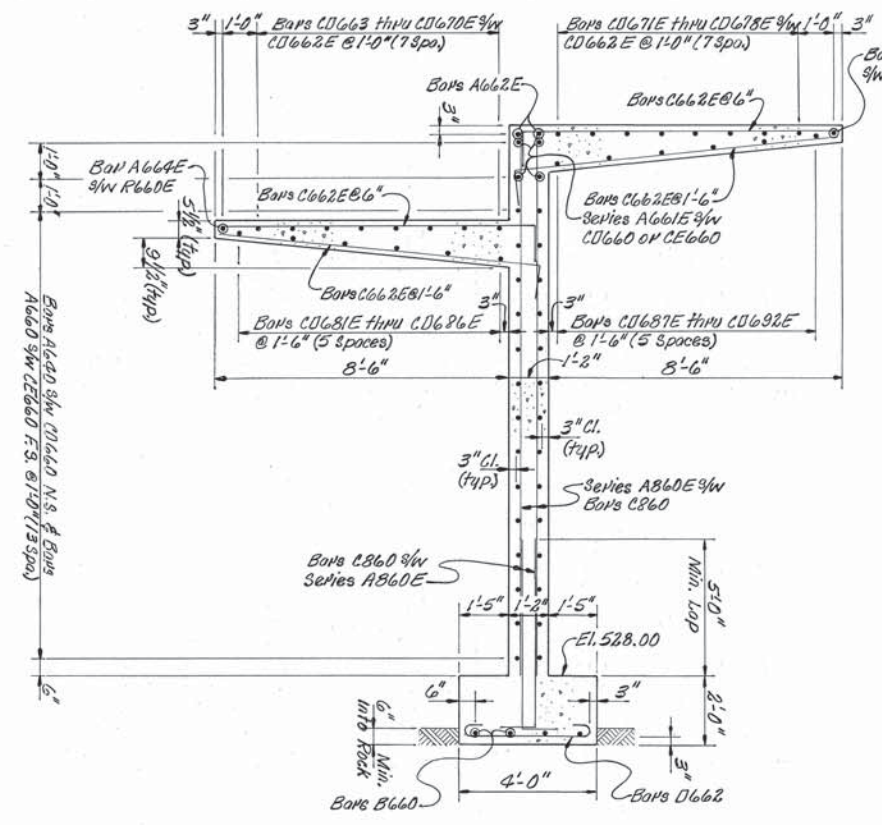 3" 1'-0" Bars CD663 thru CD670E S/W
CD662E @ 1'-0" (7 Spa.)
Bars CD671E thru CD678E S/W 1'-0" 3"
CD662E @ 1'-0" (7 Spa.)
Bars A662E
Bars C662E@6"
S/W
3"
1'-0"
1'-0"
Bar A664E
S/W R660E
Bars C662E@6"
5 1/2" (typ.)
9 1/2" (typ.)
Bars C662E@1'-6"
Bars C662E@1'-6"
Series A661E S/W
CD660 or CE660
3"
3"
Bars CD681E thru CD686E
@ 1'-6" (5 Spaces)
Bars CD687E thru CD692E
@ 1'-6" (5 Spaces)
1'-2"
8'-6"
8'-6"
Bars A640 S/W CD660 N.S. & Bars
A660 S/W CE660 F.S. @ 1'-0" (13 Spa.)
3" Cl.
(typ.)
3" Cl.
(typ.)
Series A860E S/W
Bars C860
Bars C860 S/W
Series A860E
1'-5" 1'-2" 1'-5"
5'-0"
Min. Lap
El. 528.00
6"
6"
3"
2'-0"
6" Min.
Into Rock
3"
4'-0"
Bars B660
Bars D662